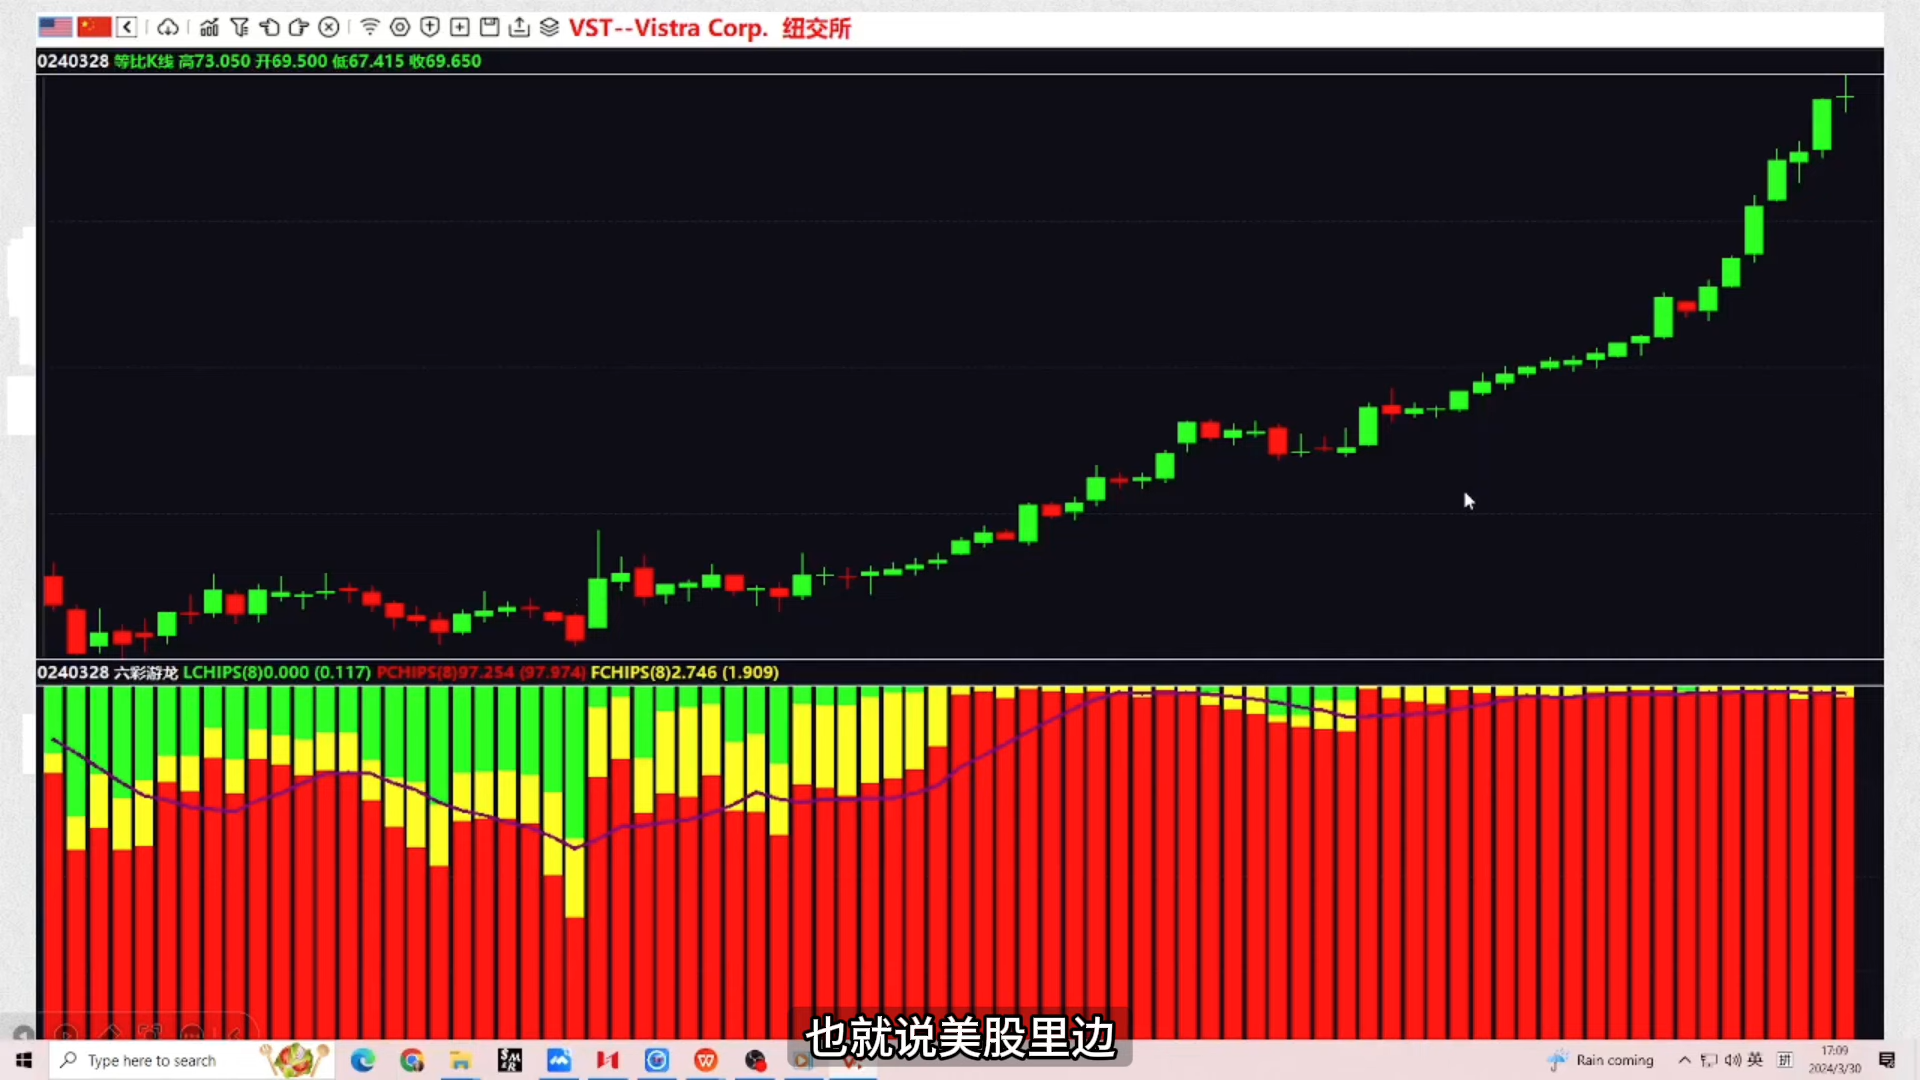 VST--Vistra Corp. 纽交所
0240328 等比K线 高73.050 开69.500 低67.415 收69.650
0240328 六彩游龙 LCHIPS(8)0.000 (0.117) PCHIPS(8)97.254 (97.974) FCHIPS(8)2.746 (1.909)
也就说美股里边
Type here to search
Rain coming
英
拼
17:09
2024/3/30